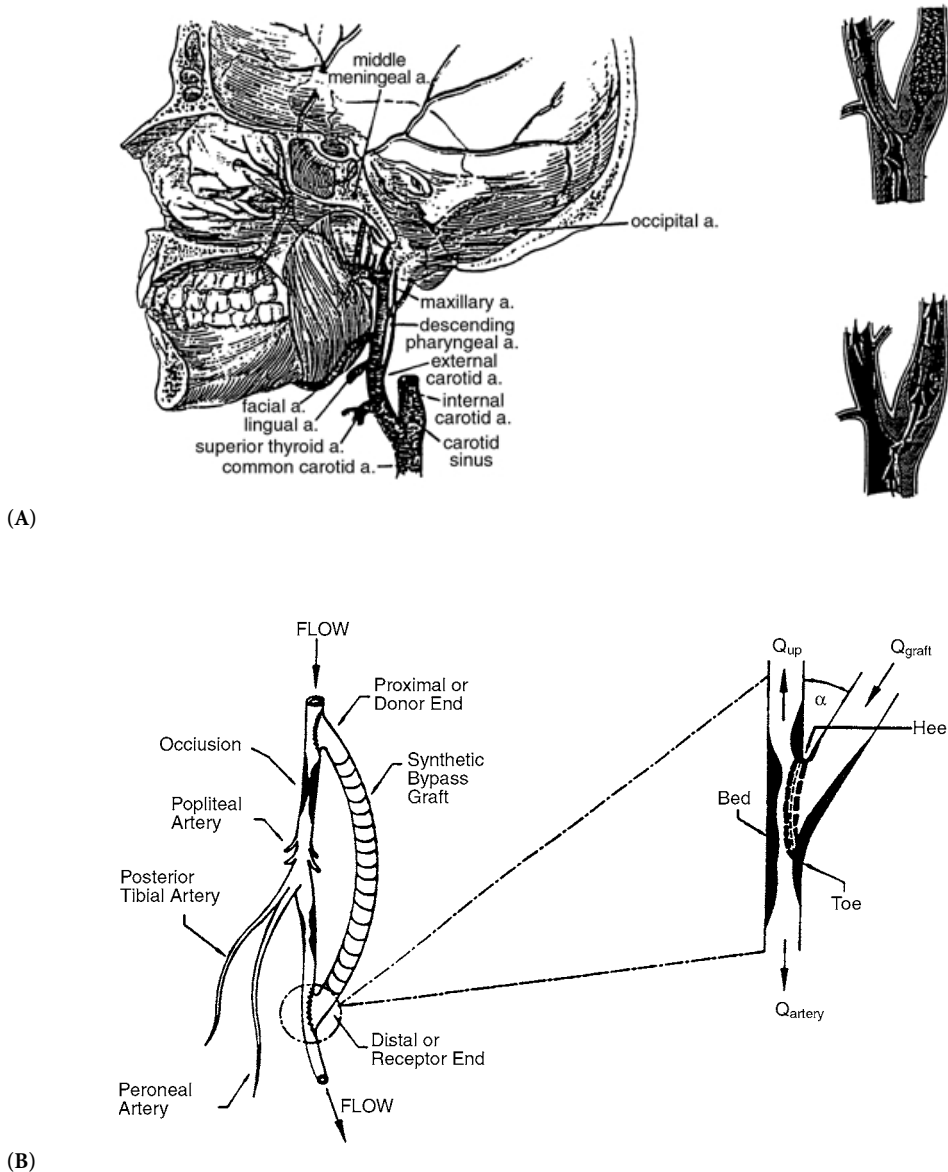 middle
meningeal a.
occipital a.
maxillary a.
descending
pharyngeal a.
external
carotid a.
internal
carotid a.
carotid
sinus
facial a.
lingual a.
superior thyroid a.
common carotid a.
(A)
FLOW
Proximal or
Donor End
Occiusion
Synthetic
Bypass
Graft
Popliteal
Artery
Posterior
Tibial Artery
Distal or
Receptor End
Peroneal
Artery
FLOW
Qup
Qgraft
α
Hee
Bed
Toe
Qartery
(B)